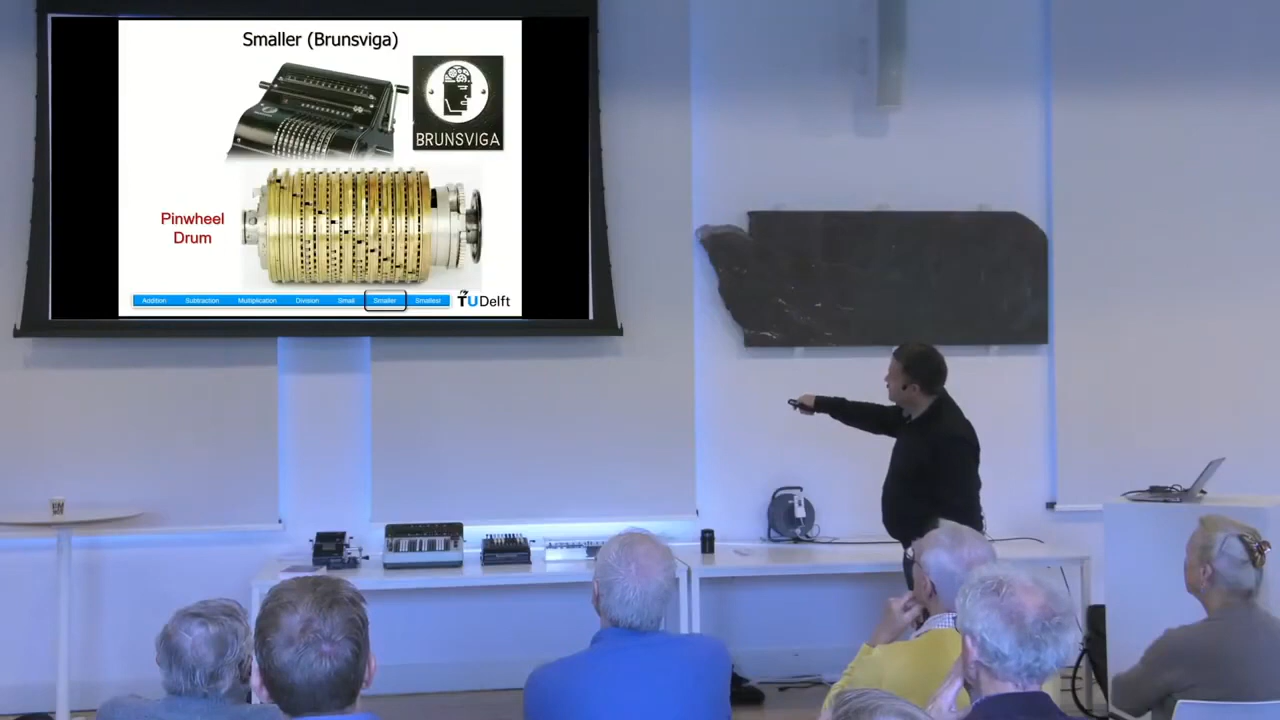 Smaller (Brunsviga)
BRUNSVIGA
Pinwheel
Drum
Addition Subtraction Multiplication Division Small Smaller Smallest
TU Delft